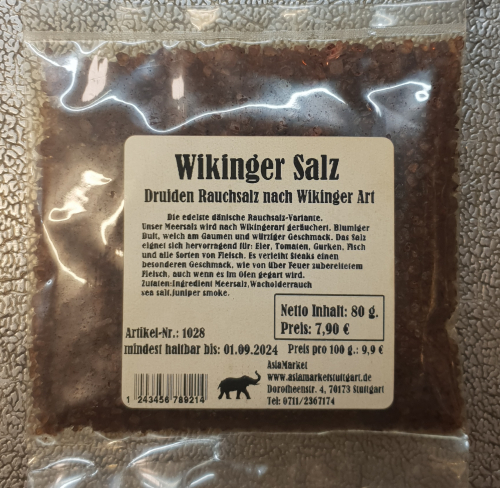 Wikinger Salz
Druiden Rauchsalz nach Wikinger Art
Die edelste dänische Rauchsalz-Variante.
Unser Meersalz wird nach Wikingerart geräuchert. Blumiger
Duft, weich am Gaumen und würziger Geschmack. Das Salz
eignet sich hervorragend für: Eier, Tomaten, Gurken, Fisch
und alle Sorten von Fleisch. Es verleiht Steaks einen
besonderen Geschmack, wie von über Feuer zubereitetem
Fleisch, auch wenn es im Ofen gegart wird.
Zutaten:Ingredient Meersalz,Wacholderrauch
sea salt,juniper smoke.
Netto Inhalt: 80 g.
Preis: 7,90 €
Artikel-Nr.: 1028
mindest haltbar bis: 01.09.2024 Preis pro 100 g.: 9,9 €
AsiaMarket
www.asiamarketstuttgart.de
Dorotheenstr. 4, 70173 Stuttgart
Tel: 0711/2367174
1 243456 789214